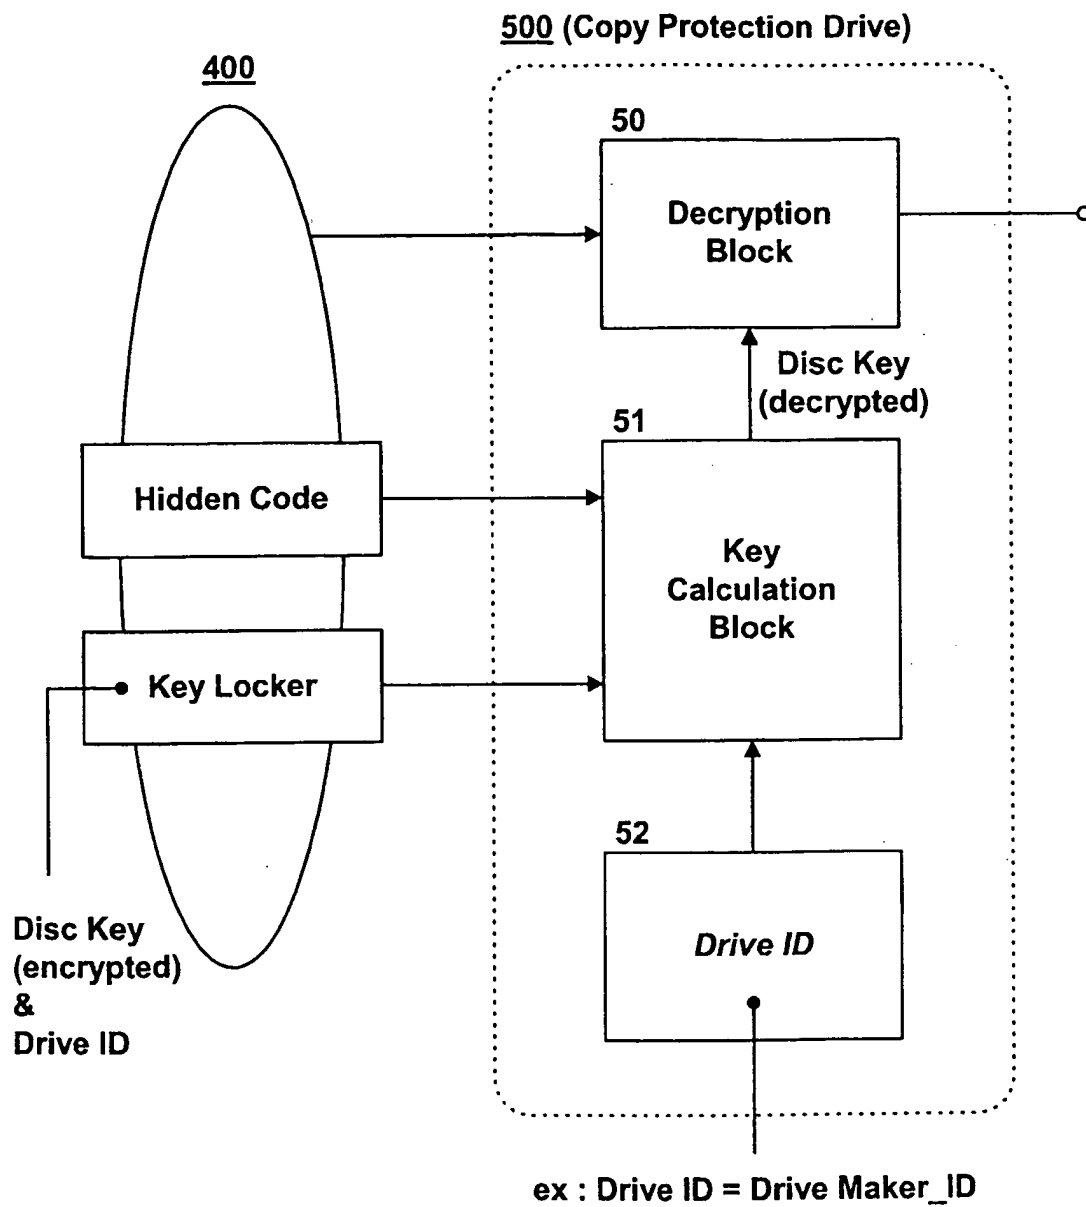 500 (Copy Protection Drive)
400
50
Decryption
Block
Disc Key
(decrypted)
51
Hidden Code
Key
Calculation
Block
Key Locker
52
Drive ID
Disc Key
(encrypted)
&
Drive ID
ex : Drive ID = Drive Maker_ID